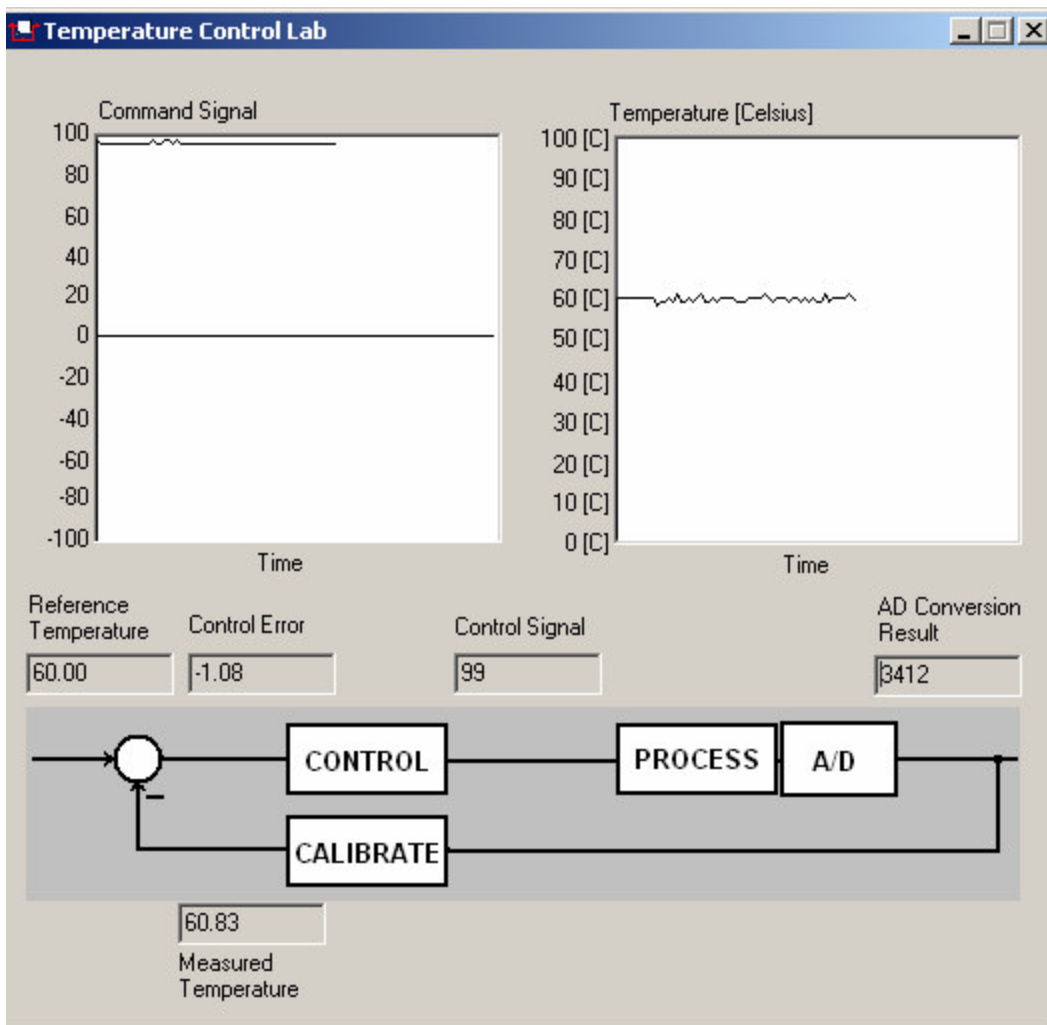 Temperature Control Lab
Command Signal
100
80
60
40
20
0
-20
-40
-60
-80
-100
Time
Temperature [Celsius]
100 [C]
90 [C]
80 [C]
70 [C]
60 [C]
50 [C]
40 [C]
30 [C]
20 [C]
10 [C]
0 [C]
Time
Reference
Temperature
60.00
Control Error
-1.08
Control Signal
99
AD Conversion
Result
3412
CONTROL
PROCESS
A/D
–
CALIBRATE
60.83
Measured
Temperature